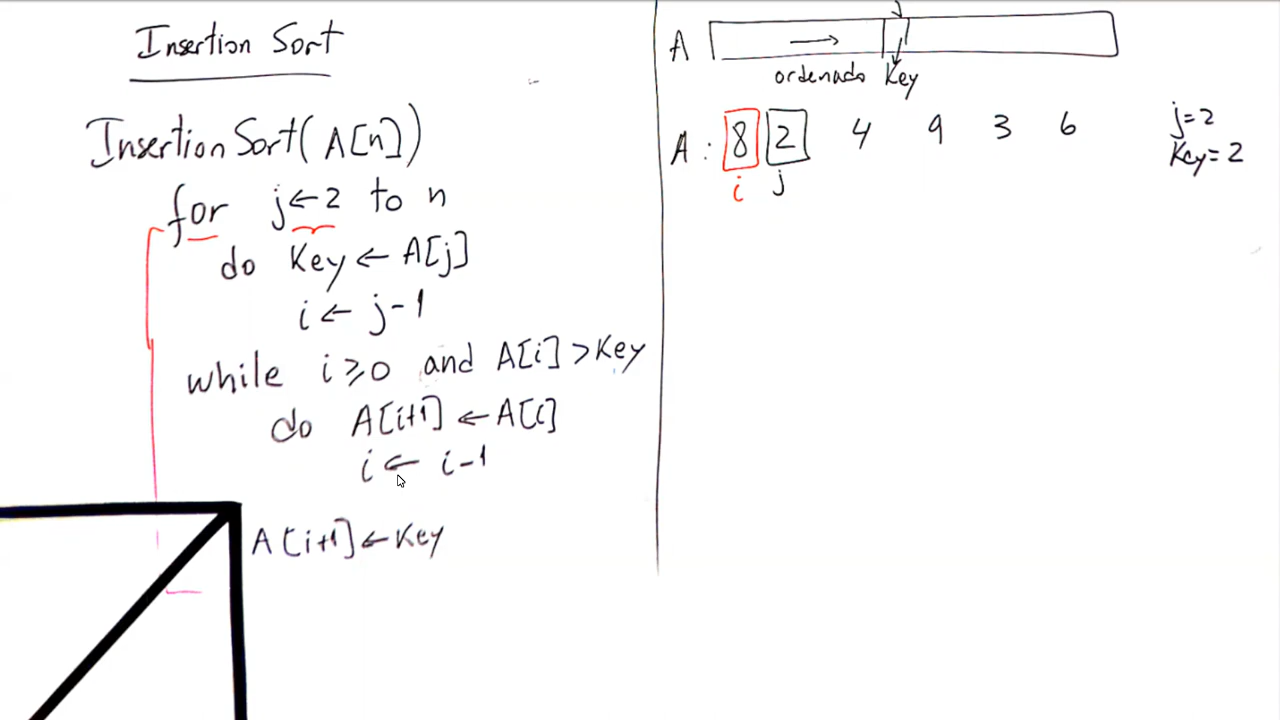 Insertion Sort
InsertionSort(A[n])
for j←2 to n
do Key ← A[j]
i ← j-1
while i≥0 and A[i]>Key
do A[i+1] ← A[i]
i ← i-1
A[i+1] ← Key
A
ordenado Key
A: 8 2 4 9 3 6
i j
j=2
Key=2